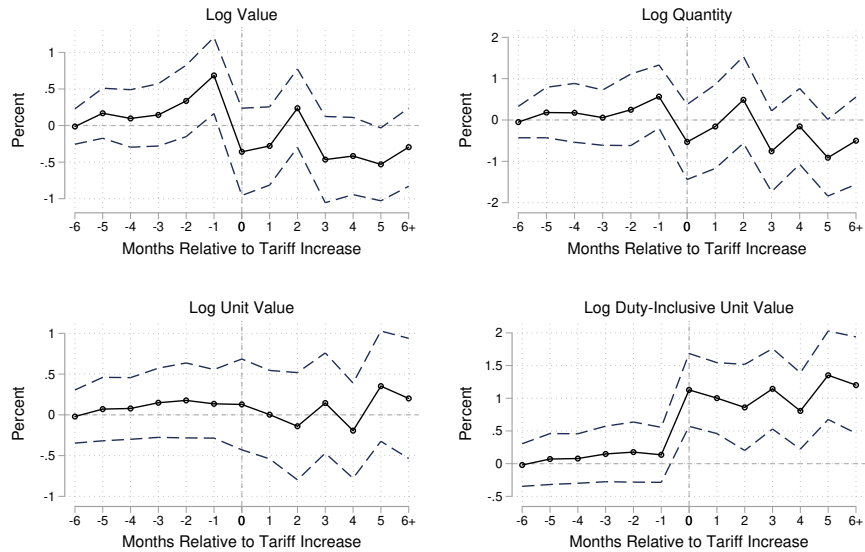 Log Value
Percent
1
.5
0
-.5
-1
-6 -5 -4 -3 -2 -1 0 1 2 3 4 5 6+
Months Relative to Tariff Increase
Log Quantity
Percent
2
1
0
-1
-2
-6 -5 -4 -3 -2 -1 0 1 2 3 4 5 6+
Months Relative to Tariff Increase
Log Unit Value
Percent
1
.5
0
-.5
-1
-6 -5 -4 -3 -2 -1 0 1 2 3 4 5 6+
Months Relative to Tariff Increase
Log Duty-Inclusive Unit Value
Percent
2
1.5
1
.5
0
-.5
-6 -5 -4 -3 -2 -1 0 1 2 3 4 5 6+
Months Relative to Tariff Increase